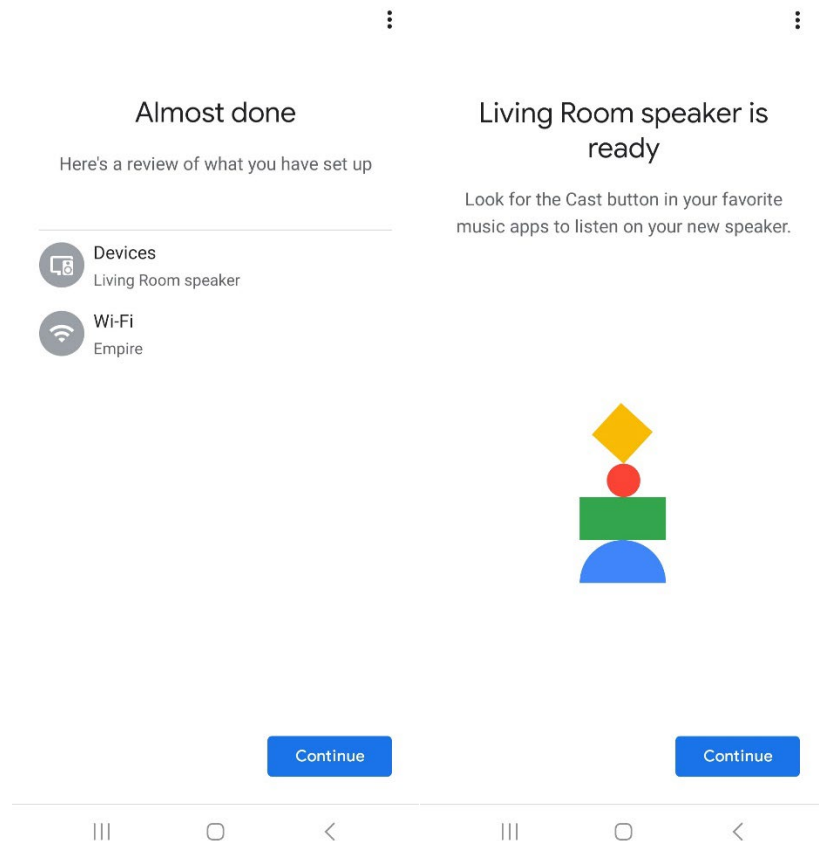 Almost done
Here's a review of what you have set up
Devices
Living Room speaker
Wi-Fi
Empire
Continue
Living Room speaker is
ready
Look for the Cast button in your favorite
music apps to listen on your new speaker.
Continue